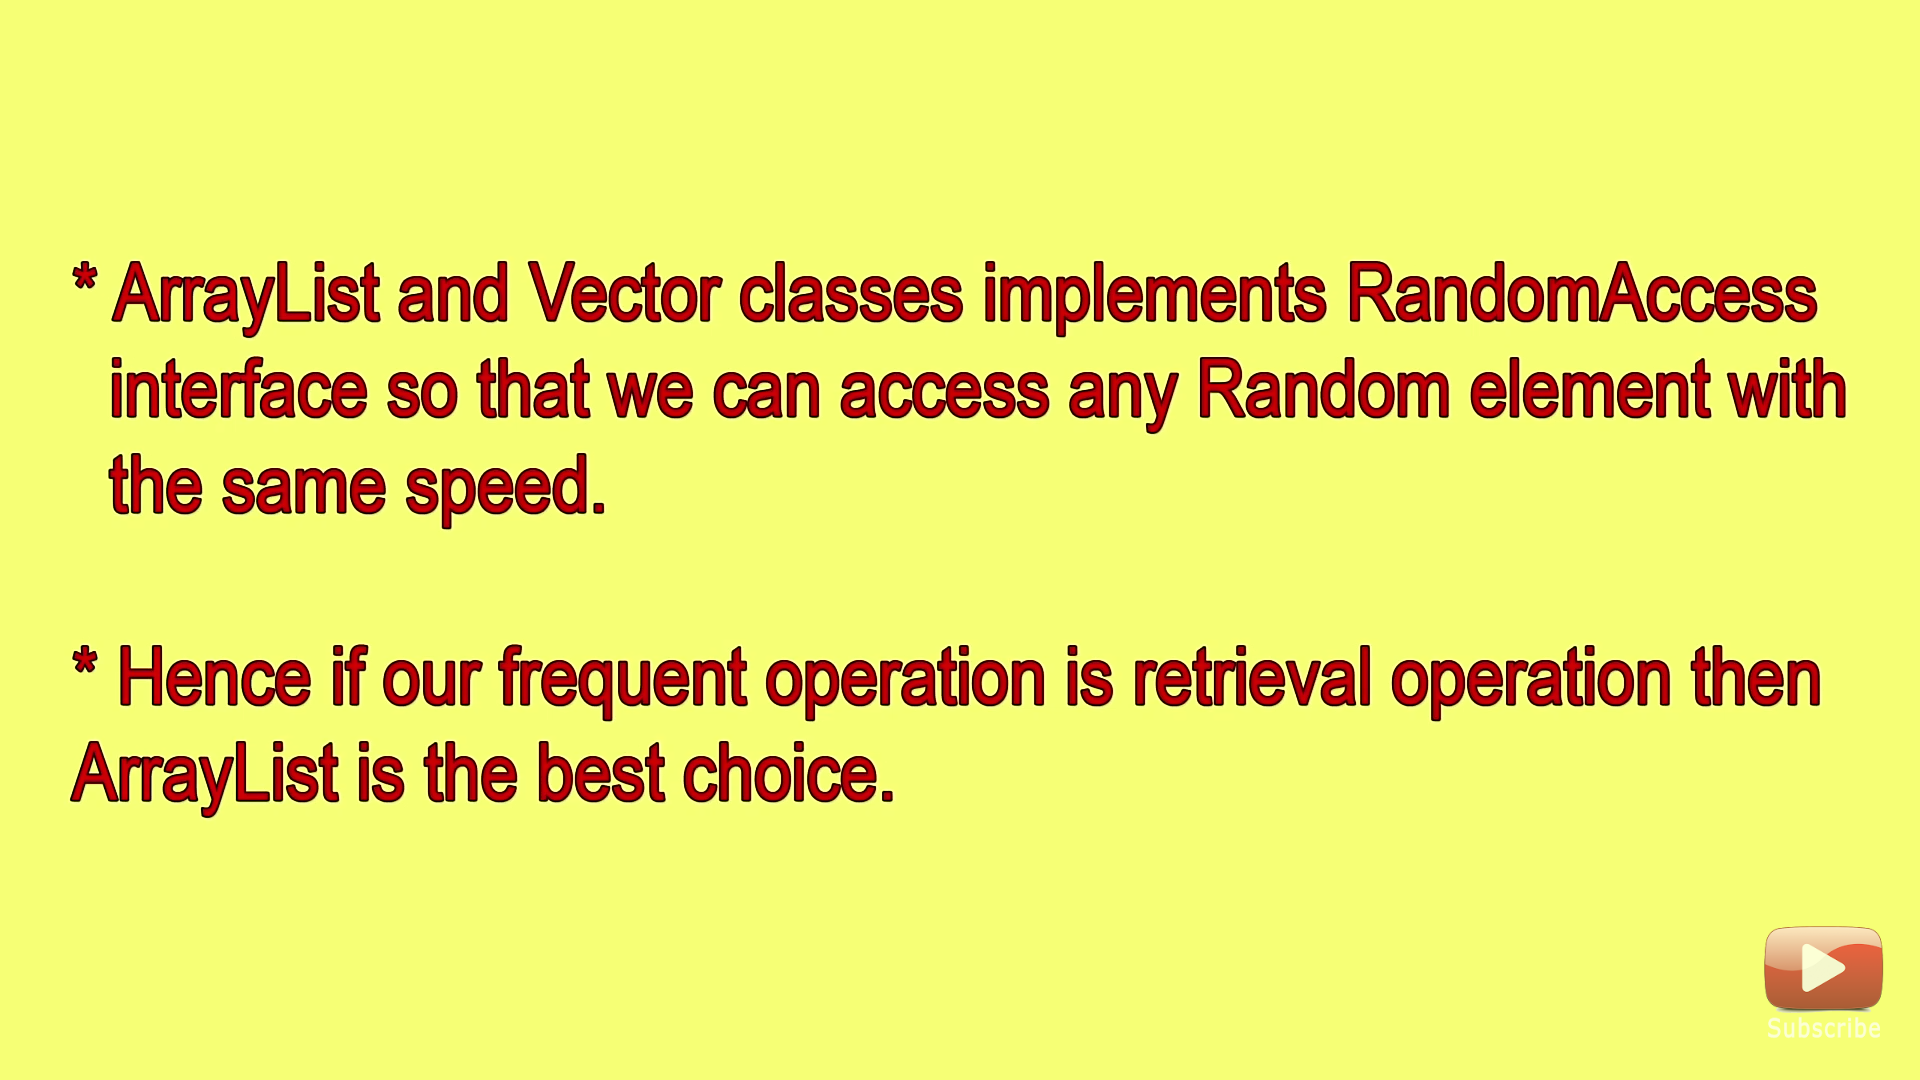 * ArrayList and Vector classes implements RandomAccess
interface so that we can access any Random element with
the same speed.
* Hence if our frequent operation is retrieval operation then
ArrayList is the best choice.
Subscribe